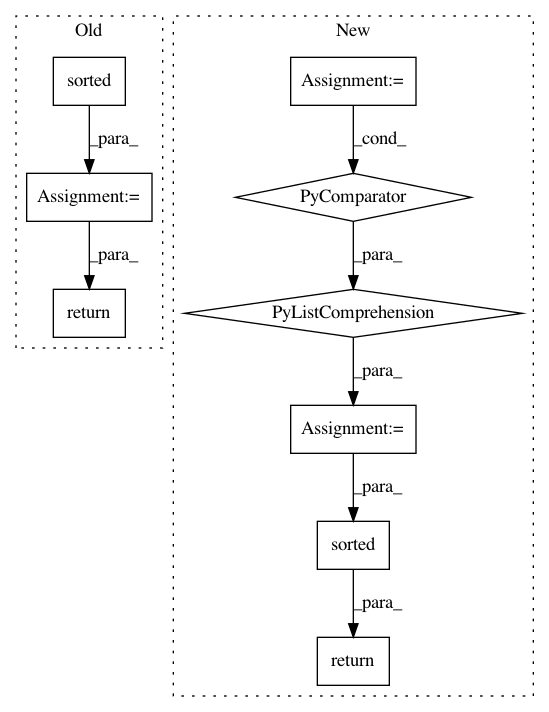 Old
sorted
_para_
Assignment:=
_para_
return
New
Assignment:=
_cond_
PyComparator
_para_
PyListComprehension
_para_
Assignment:=
_para_
sorted
_para_
return